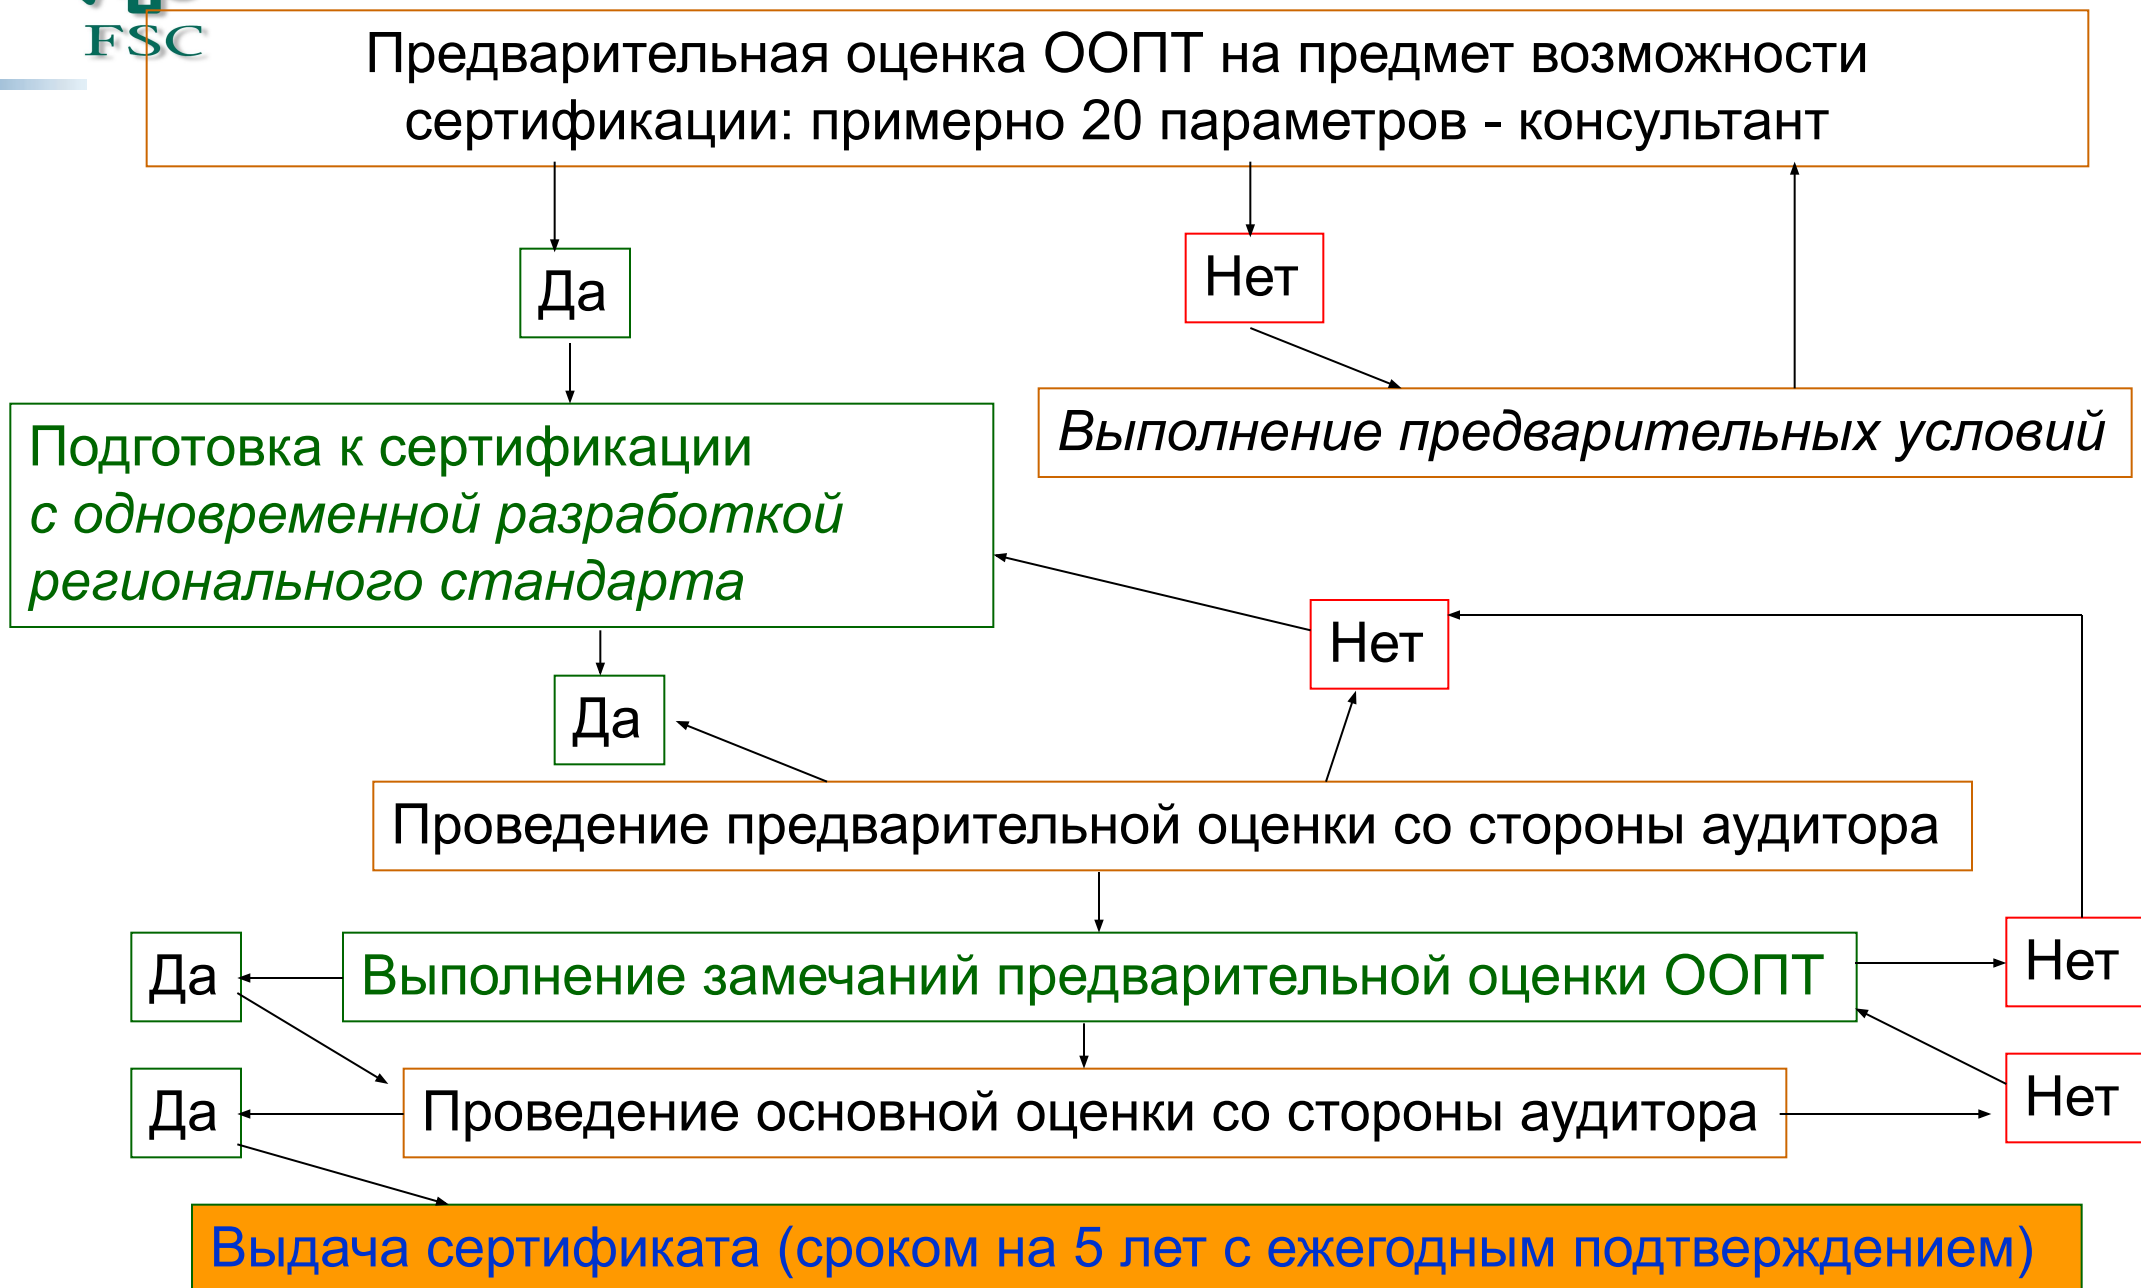 FSC
Предварительная оценка ООПТ на предмет возможности
сертификации: примерно 20 параметров - консультант
Да
Нет
Выполнение предварительных условий
Подготовка к сертификации
с одновременной разработкой
регионального стандарта
Нет
Да
Проведение предварительной оценки со стороны аудитора
Да
Выполнение замечаний предварительной оценки ООПТ
Нет
Да
Проведение основной оценки со стороны аудитора
Нет
Выдача сертификата (сроком на 5 лет с ежегодным подтверждением)